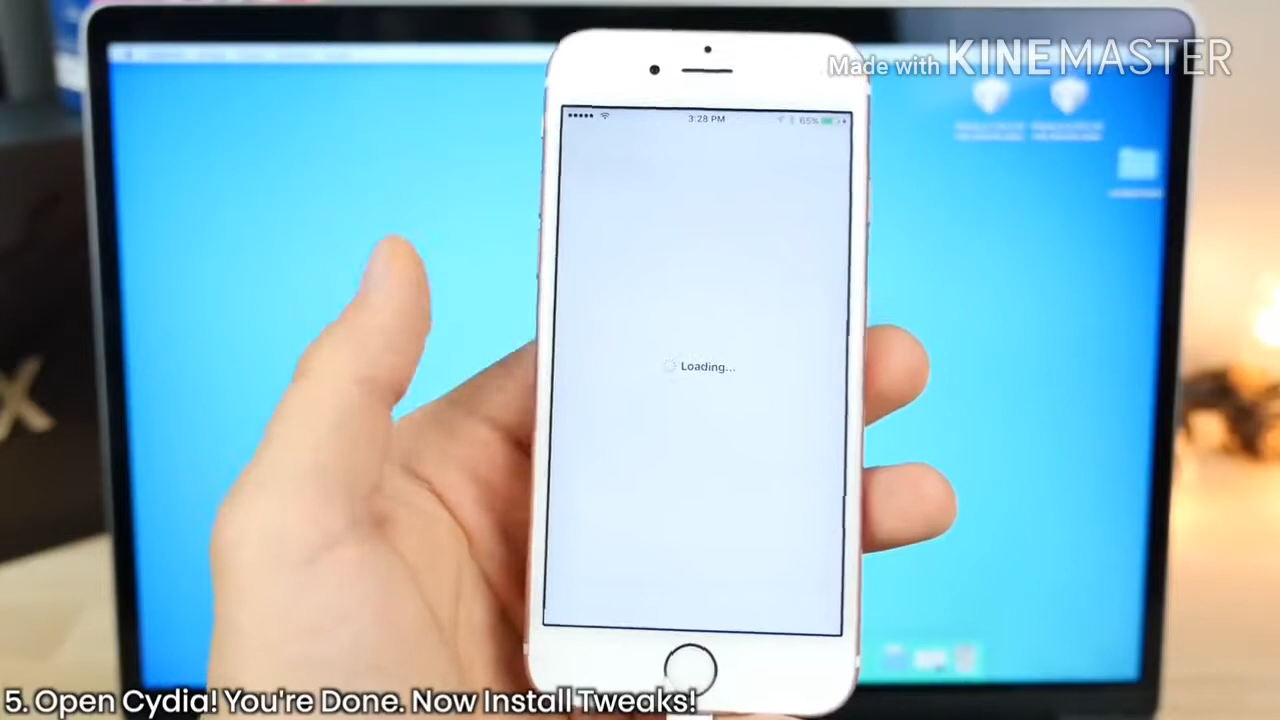 Made with KINEMASTER
3:28 PM
65%
Loading...
X
5. Open Cydia! You're Done. Now Install Tweaks!